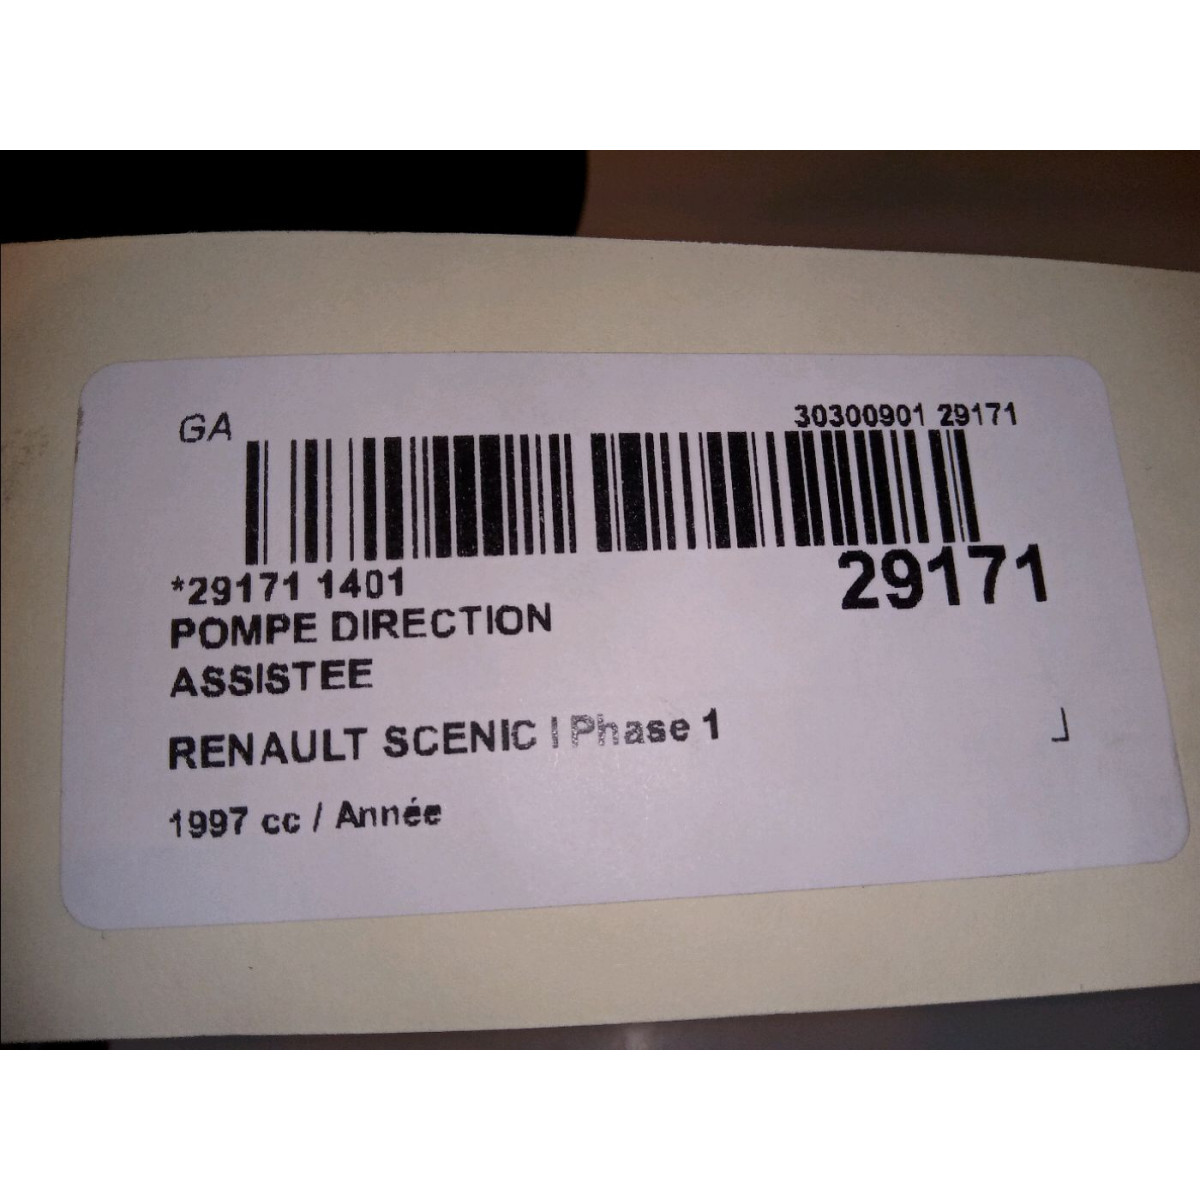 GA
30300901 29171
*29171 1401
29171
POMPE DIRECTION
ASSISTEE
RENAULT SCENIC I Phase 1
1997 cc / Année